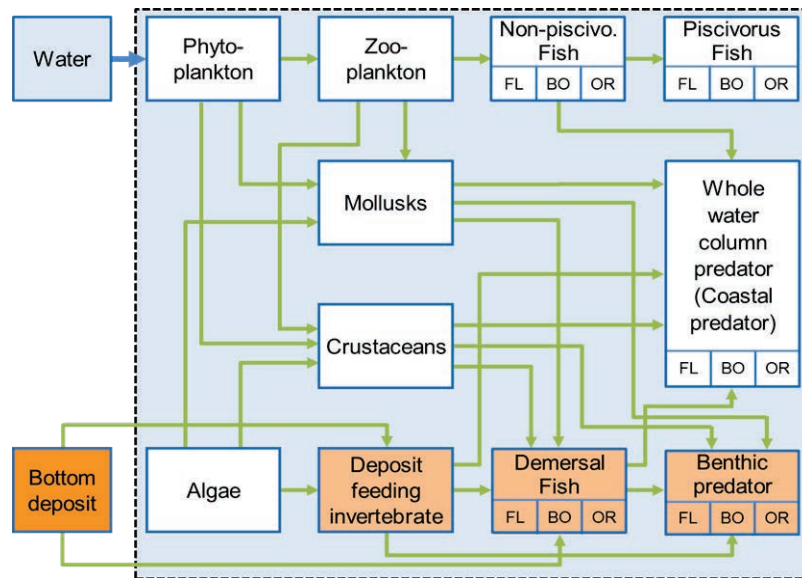 Water
Phyto-
plankton
Zoo-
plankton
Non-piscivo.
Fish
FL BO OR
Piscivorus
Fish
FL BO OR
Mollusks
Whole
water
column
predator
(Coastal
predator)
FL BO OR
Crustaceans
Bottom
deposit
Algae
Deposit
feeding
invertebrate
Demersal
Fish
FL BO OR
Benthic
predator
FL BO OR